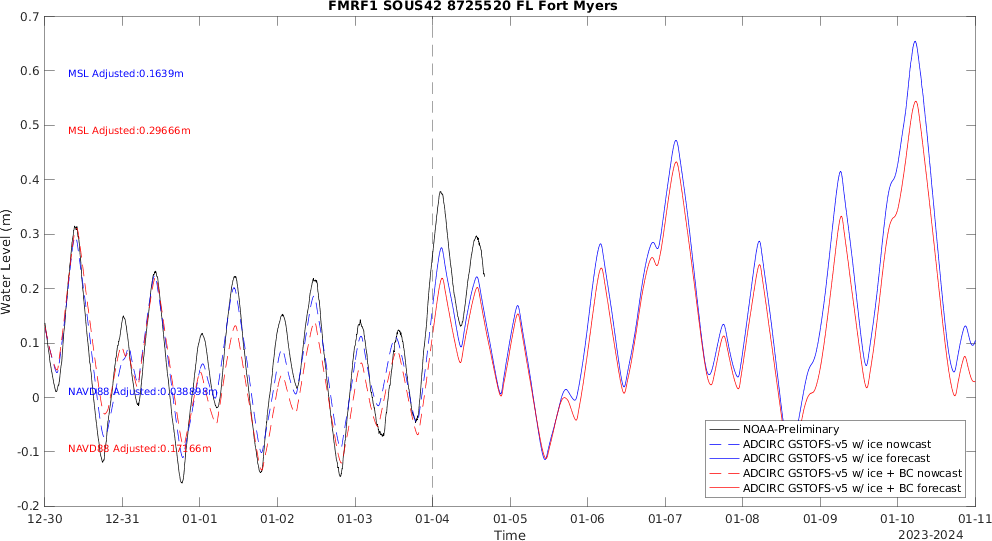 FMRF1 SOUS42 8725520 FL Fort Myers
0.7
0.6
0.5
0.4
0.3
0.2
0.1
0
-0.1
-0.2
Water Level (m)
MSL Adjusted:0.1639m
MSL Adjusted:0.29666m
NAVD88 Adjusted:0.038898m
NAVD88 Adjusted:0.17166m
NOAA-Preliminary
ADCIRC GSTOFS-v5 w/ ice nowcast
ADCIRC GSTOFS-v5 w/ ice forecast
ADCIRC GSTOFS-v5 w/ ice + BC nowcast
ADCIRC GSTOFS-v5 w/ ice + BC forecast
12-30 12-31 01-01 01-02 01-03 01-04 01-05 01-06 01-07 01-08 01-09 01-10 01-11
Time
2023-2024